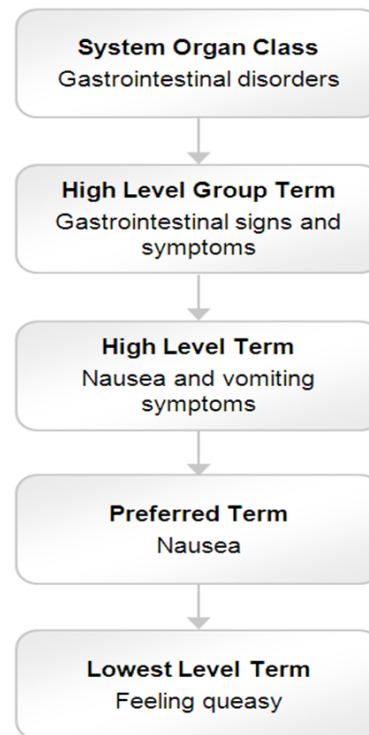 System Organ Class
Gastrointestinal disorders
High Level Group Term
Gastrointestinal signs and
symptoms
High Level Term
Nausea and vomiting
symptoms
Preferred Term
Nausea
Lowest Level Term
Feeling queasy